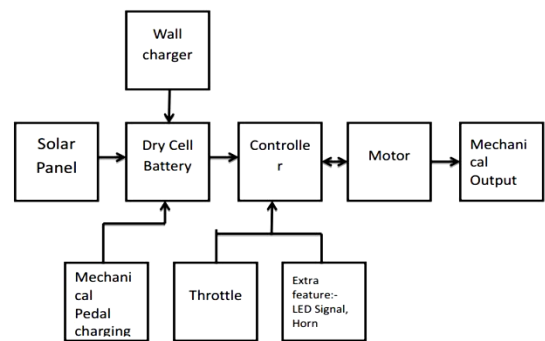 Wall
charger
Solar
Panel
Dry Cell
Battery
Controlle
r
Motor
Mechani
cal
Output
Mechani
cal
Pedal
charging
Throttle
Extra
feature:-
LED Signal,
Horn